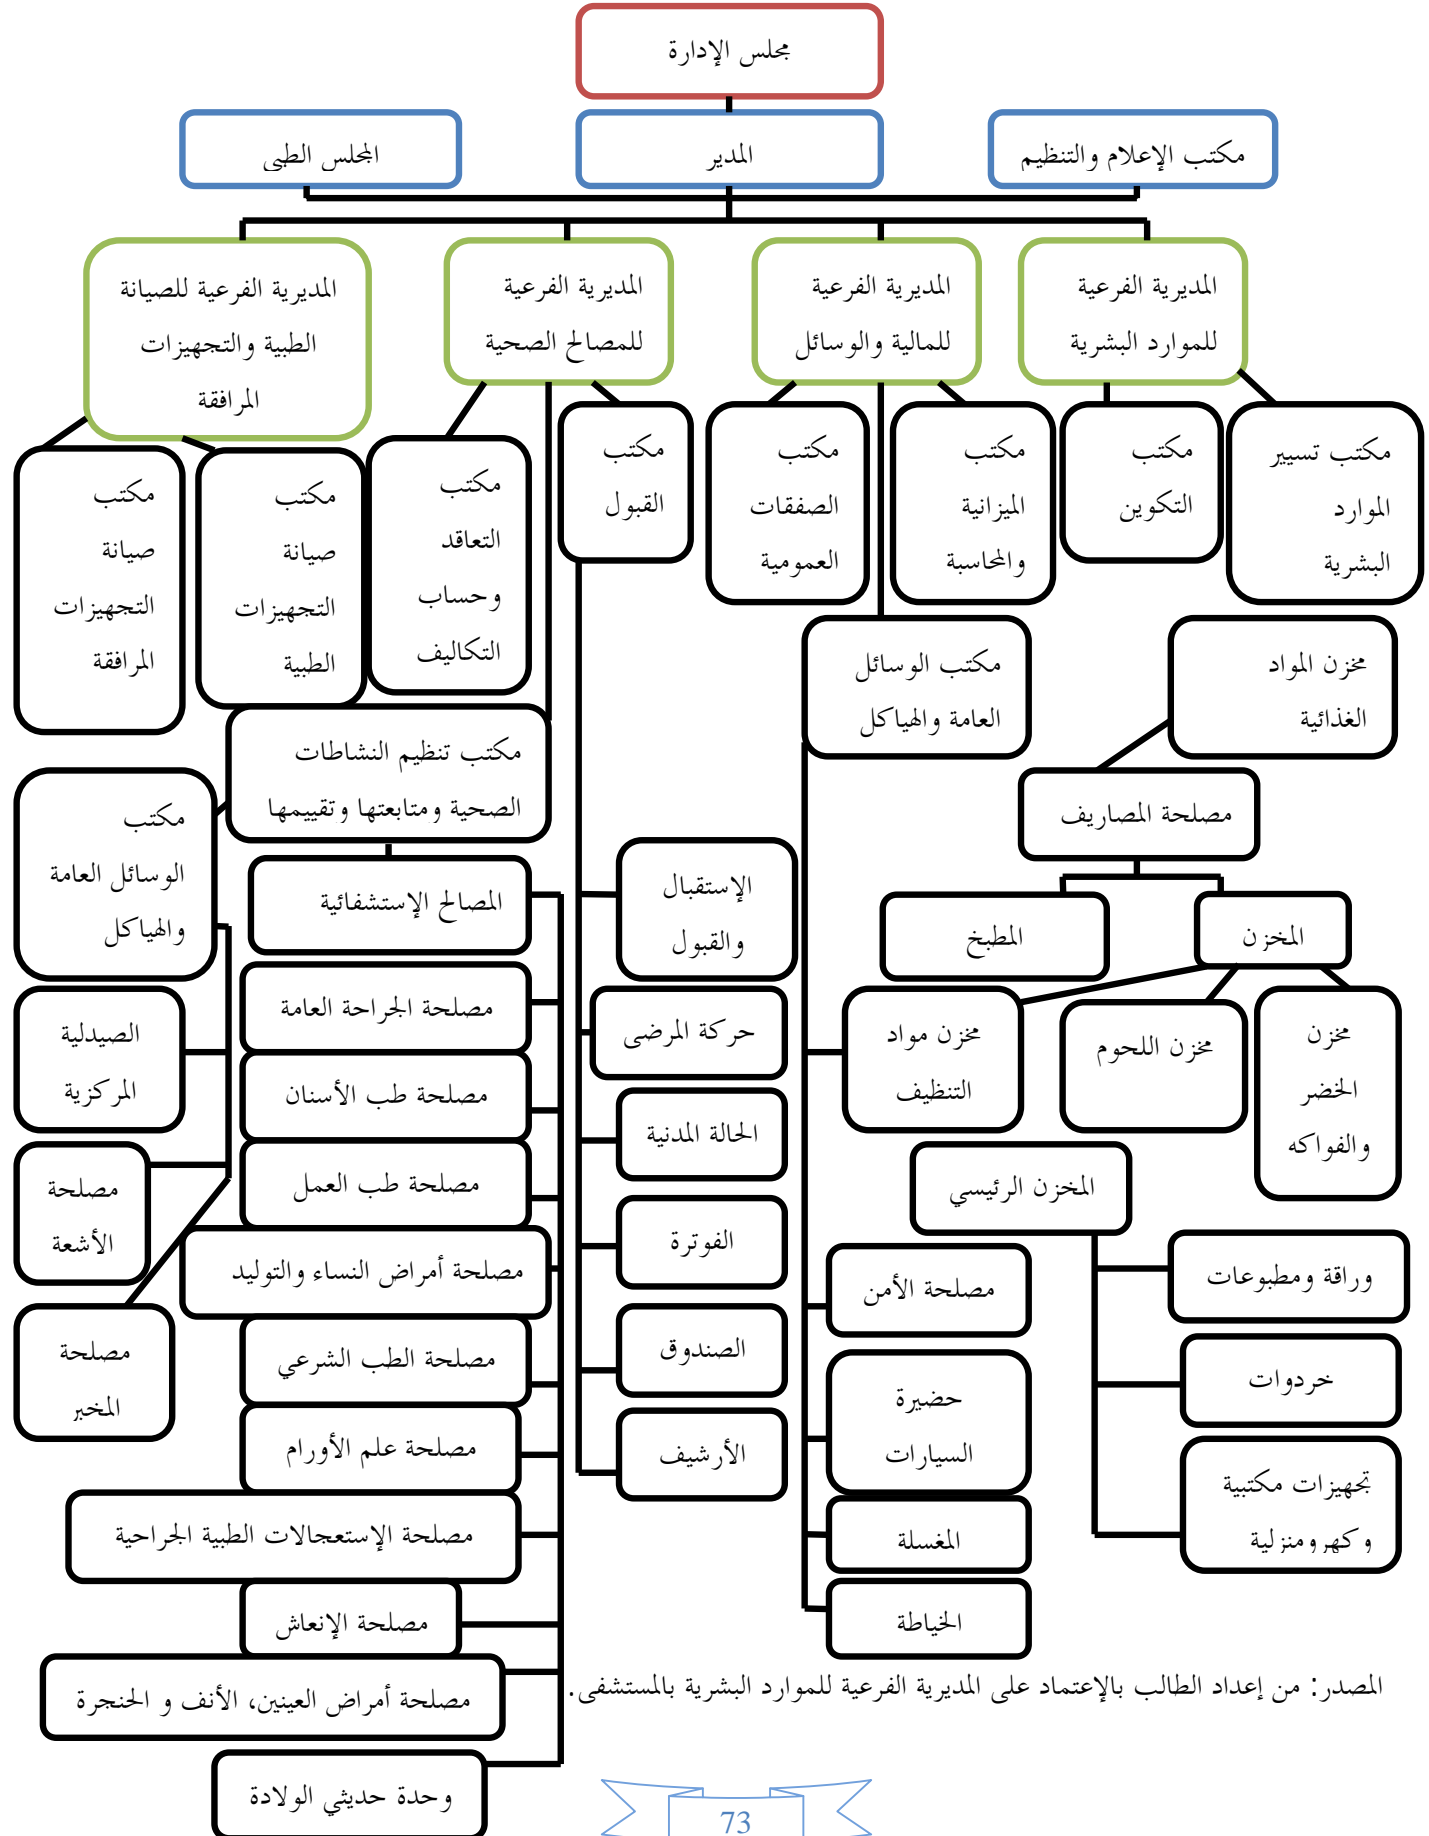 مجلس الإدارة
مكتب الإعلام والتنظيم
المدير
المجلس الطبي
المديرية الفرعية
للموارد البشرية
المديرية الفرعية
للمالية والوسائل
المديرية الفرعية
للمصالح الصحية
المديرية الفرعية للصيانة
الطبية والتجهيزات
المرافقة
مكتب تسيير
الموارد
البشرية
مكتب
التكوين
مكتب
الميزانية
والمحاسبة
مكتب
الصفقات
العمومية
مكتب
القبول
مكتب
التعاقد
وحساب
التكاليف
مكتب
صيانة
التجهيزات
الطبية
مكتب
صيانة
التجهيزات
المرافقة
مخزن المواد
الغذائية
مكتب الوسائل
العامة والهياكل
مكتب تنظيم النشاطات
الصحية ومتابعتها وتقييمها
مصلحة المصاريف
مكتب
الوسائل العامة
والهياكل
المخزن
المطبخ
الإستقبال
والقبول
المصالح الإستشفائية
مخزن
الخضر
والفواكه
مخزن اللحوم
مخزن مواد
التنظيف
حركة المرضى
مصلحة الجراحة العامة
الصيدلية
المركزية
الحالة المدنية
مصلحة طب الأسنان
المخزن الرئيسي
مصلحة طب العمل
مصلحة
الأشعة
وراقة ومطبوعات
مصلحة الأمن
الفوترة
مصلحة أمراض النساء والتوليد
خردوات
حضيرة
السيارات
الصندوق
مصلحة الطب الشرعي
مصلحة
المخبر
تجهيزات مكتبية
وكهرومنزلية
الأرشيف
مصلحة علم الأورام
المغسلة
مصلحة الإستعجالات الطبية الجراحية
الخياطة
مصلحة الإنعاش
المصدر: من إعداد الطالب بالإعتماد على المديرية الفرعية للموارد البشرية بالمستشفى.
مصلحة أمراض العينين، الأنف و الحنجرة
وحدة حديثي الولادة
73